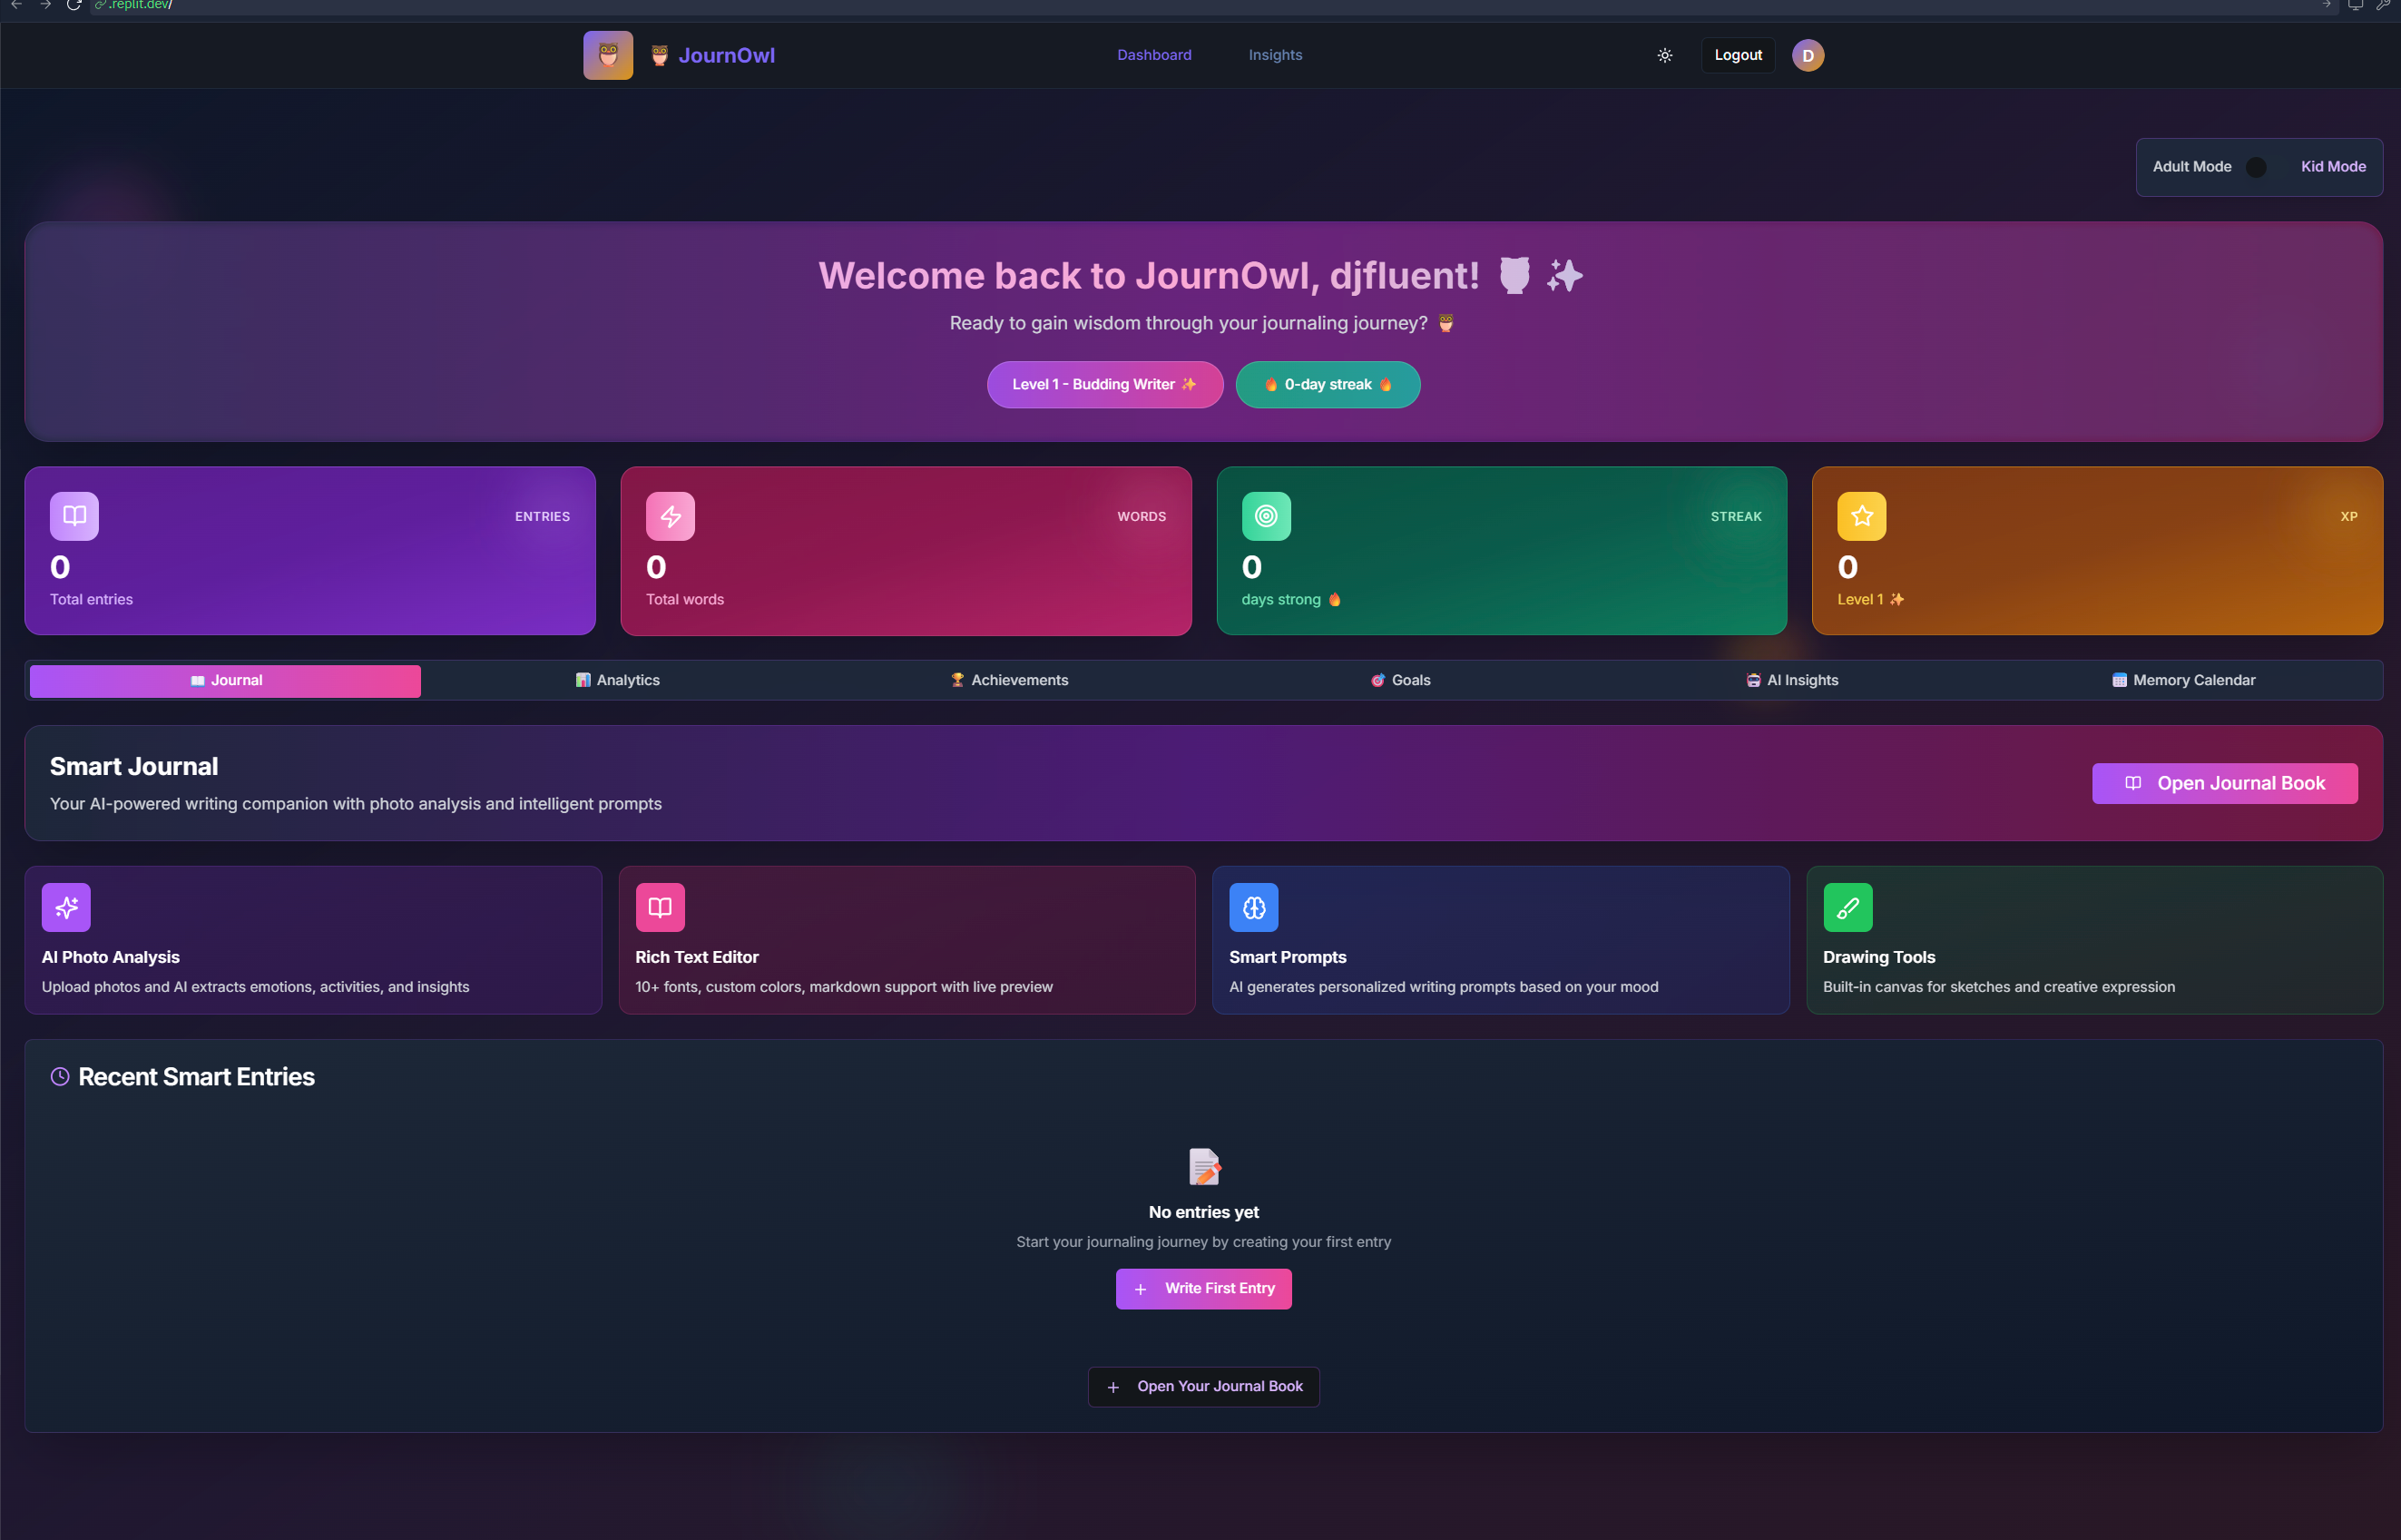 .replit.dev/
JournOwl
Dashboard
Insights
Logout
D
Adult Mode
Kid Mode
Welcome back to JournOwl, djfluent!
Ready to gain wisdom through your journaling journey?
Level 1 - Budding Writer
0-day streak
ENTRIES
0
Total entries
WORDS
0
Total words
STREAK
0
days strong
XP
0
Level 1
Journal
Analytics
Achievements
Goals
AI Insights
Memory Calendar
Smart Journal
Your AI-powered writing companion with photo analysis and intelligent prompts
Open Journal Book
AI Photo Analysis
Upload photos and AI extracts emotions, activities, and insights
Rich Text Editor
10+ fonts, custom colors, markdown support with live preview
Smart Prompts
AI generates personalized writing prompts based on your mood
Drawing Tools
Built-in canvas for sketches and creative expression
Recent Smart Entries
No entries yet
Start your journaling journey by creating your first entry
+ Write First Entry
+ Open Your Journal Book